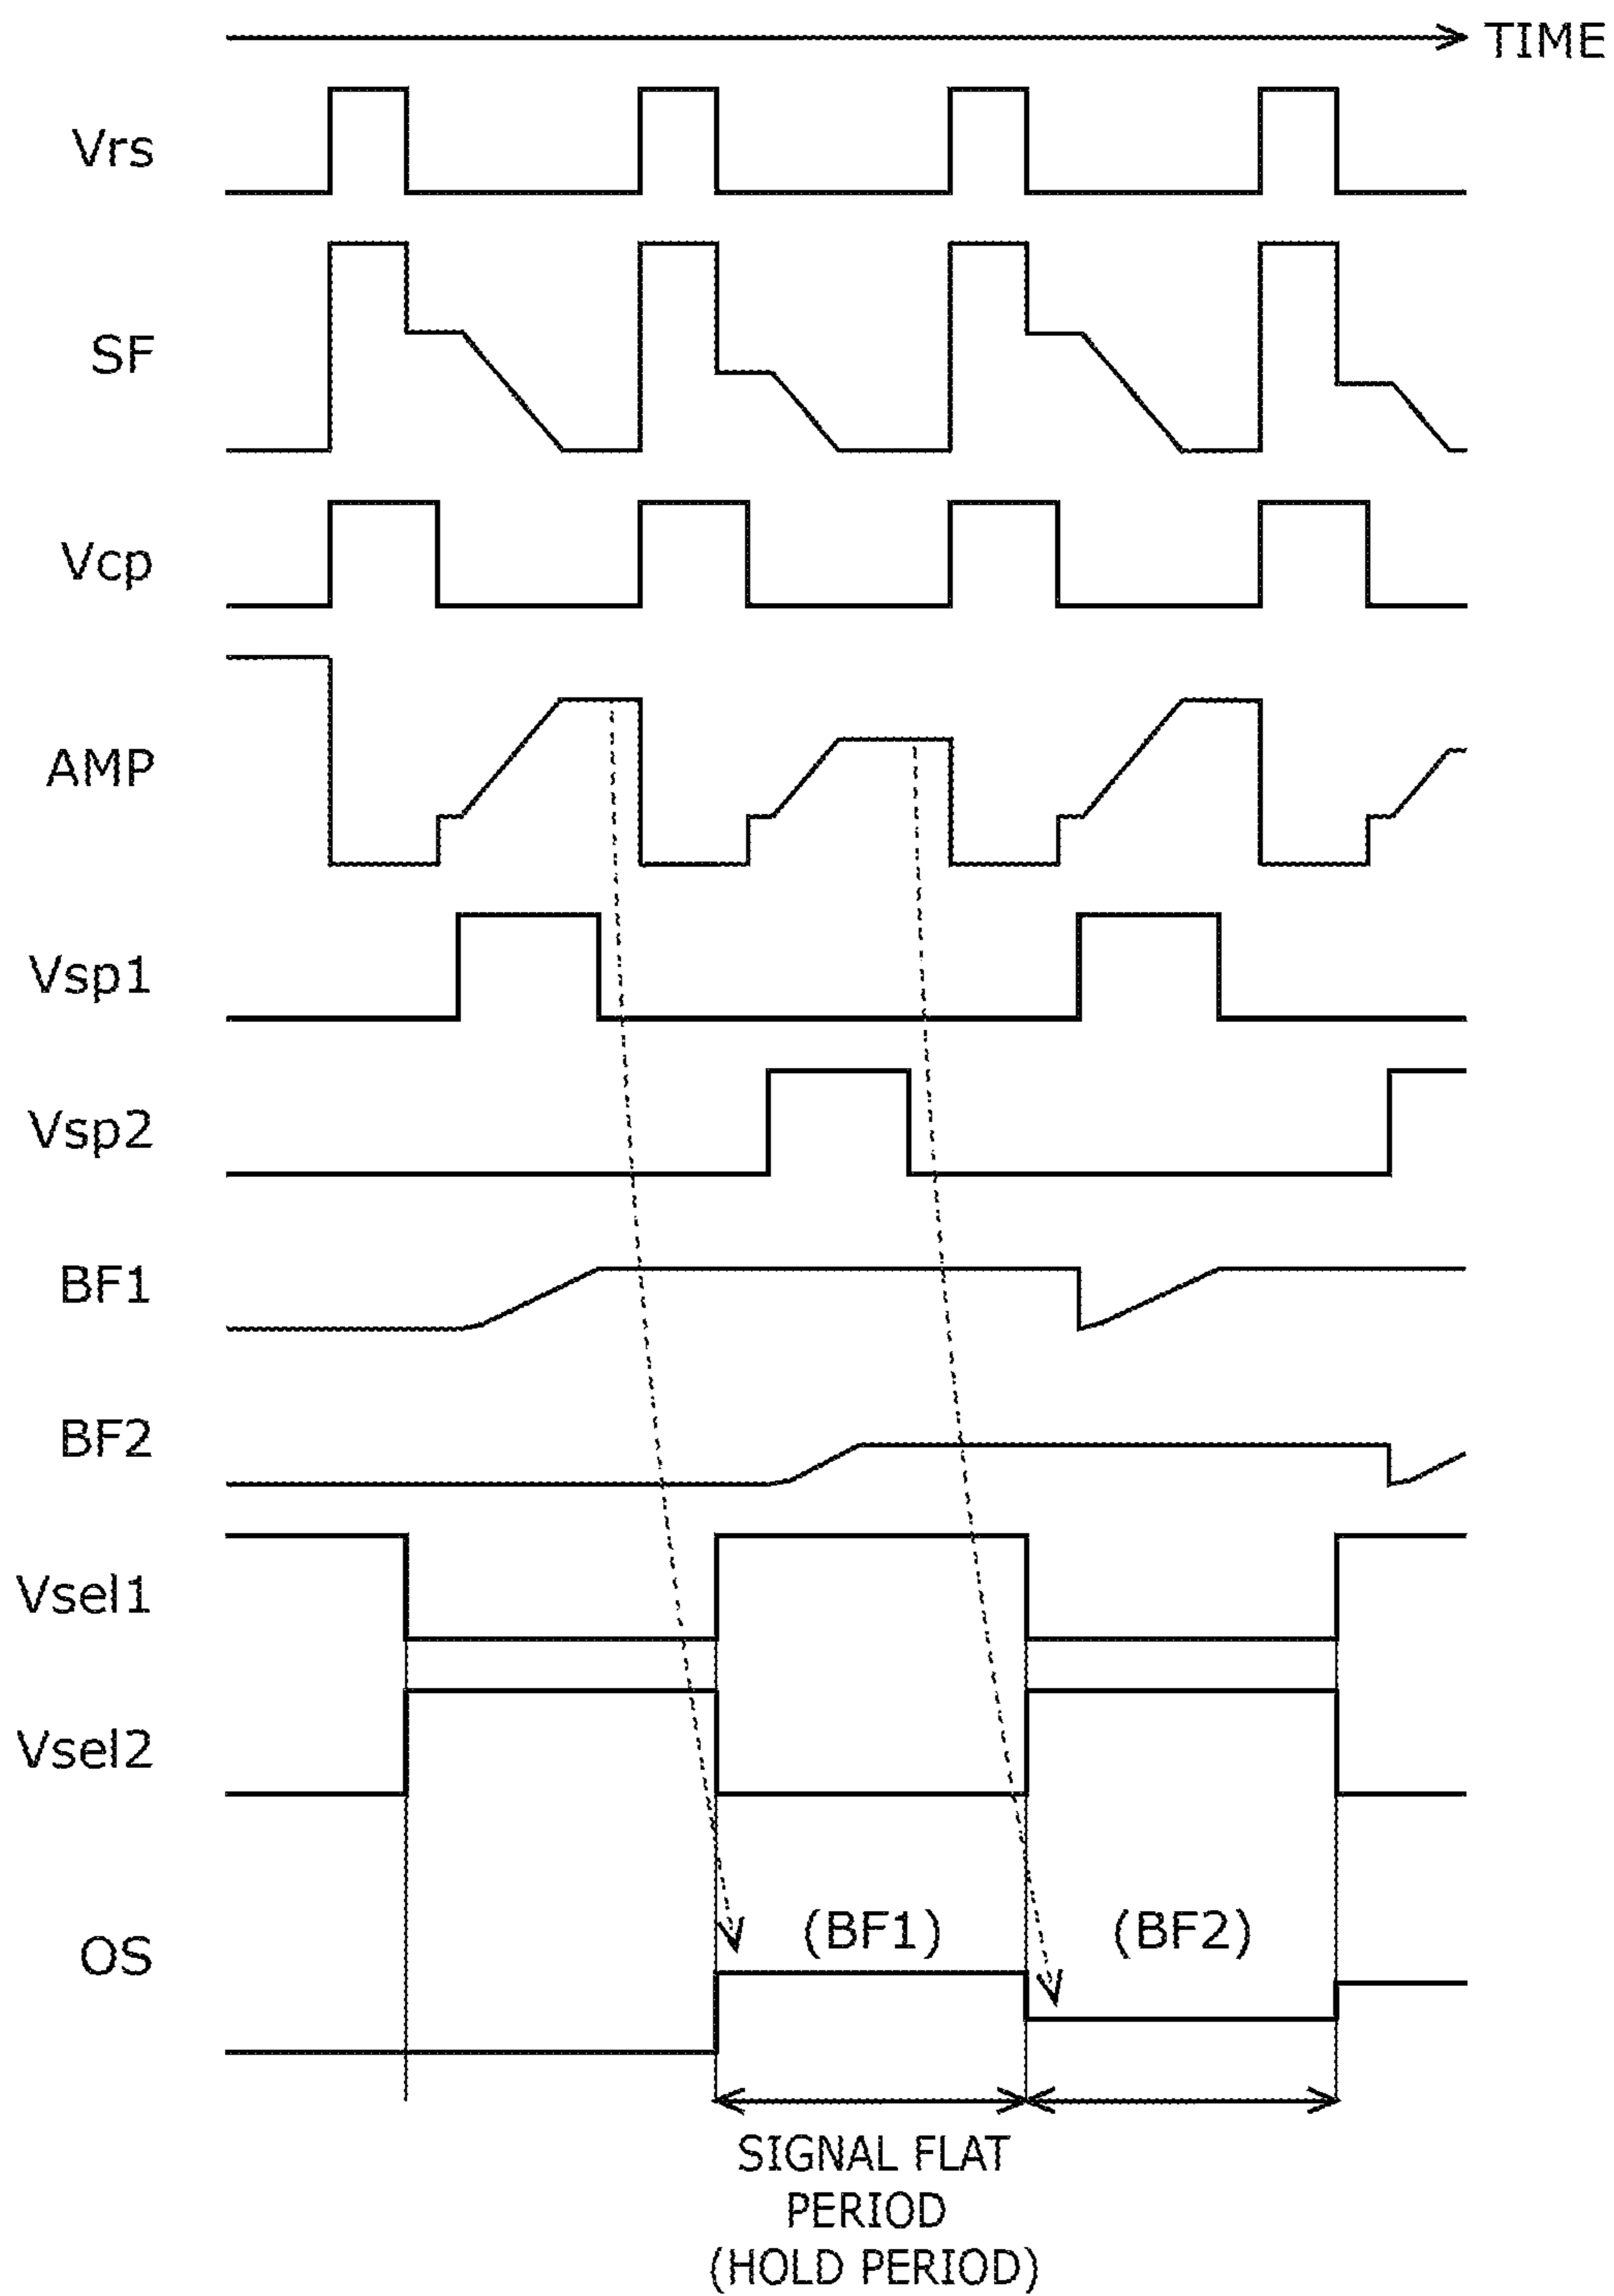 TIME
Vrs
SF
Vcp
AMP
Vsp1
Vsp2
BF1
BF2
Vsel1
Vsel2
OS
(BF1)
(BF2)
SIGNAL FLAT
PERIOD
(HOLD PERIOD)